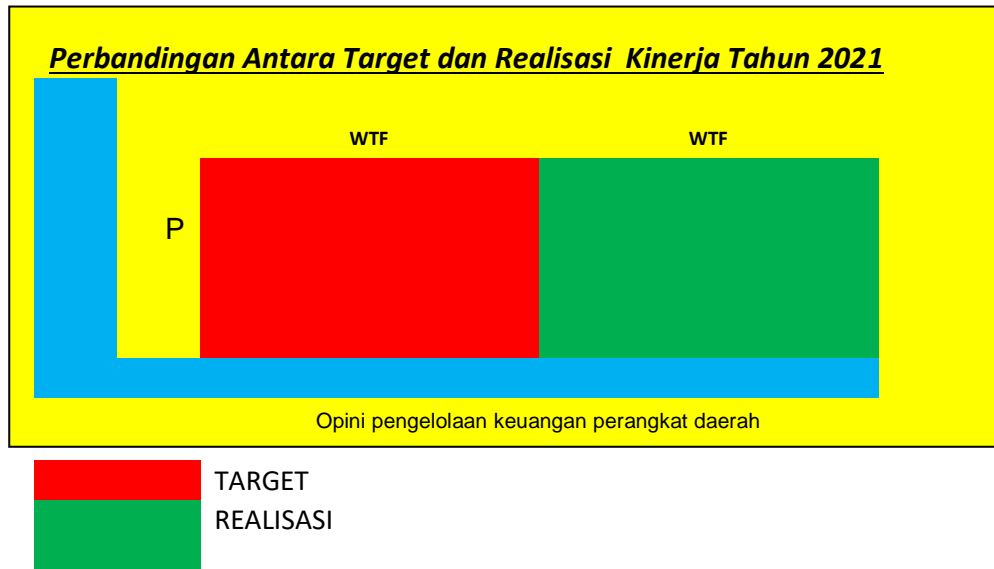 Perbandingan Antara Target dan Realisasi Kinerja Tahun 2021
WTF WTF
P
Opini pengelolaan keuangan perangkat daerah
TARGET
REALISASI